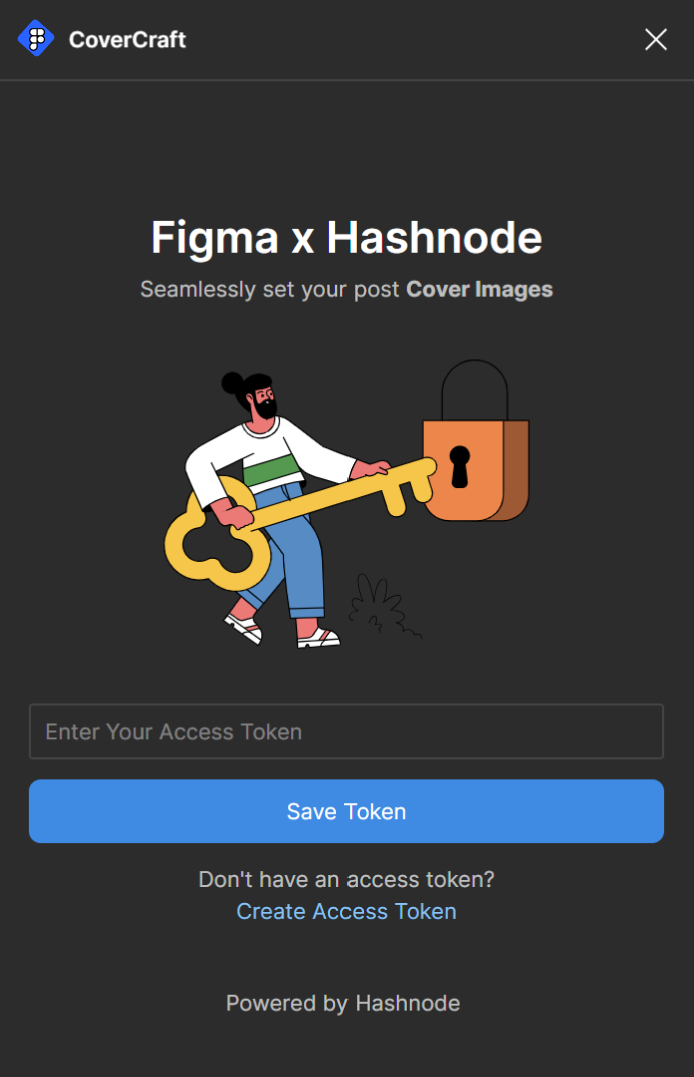 CoverCraft
Figma x Hashnode
Seamlessly set your post Cover Images
Enter Your Access Token
Save Token
Don't have an access token?
Create Access Token
Powered by Hashnode